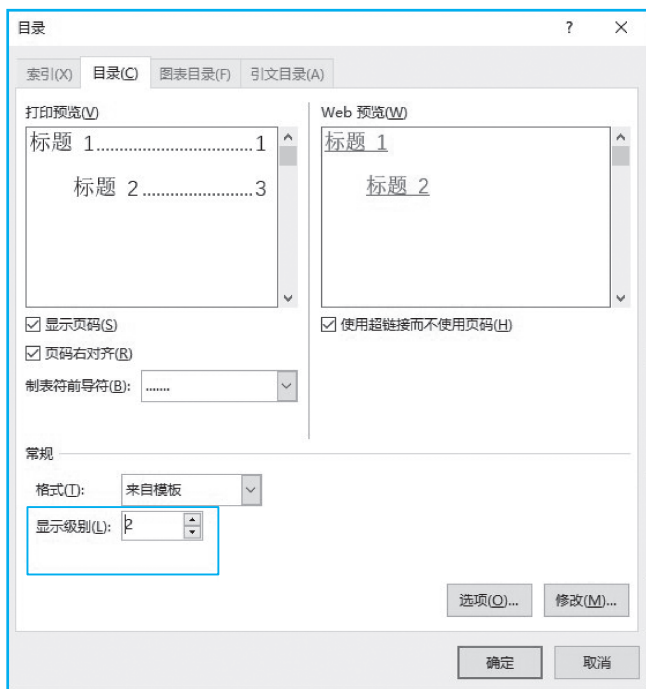 目录 ? ×
索引(X) 目录(C) 图表目录(F) 引文目录(A)
打印预览(V)
标题 1................................1
标题 2.......................3
Web 预览(W)
标题 1
标题 2
显示页码(S)
页码右对齐(R)
制表符前导符(B): .......
使用超链接而不使用页码(H)
常规
格式(T): 来自模板
显示级别(L): 2
选项(O)... 修改(M)...
确定 取消